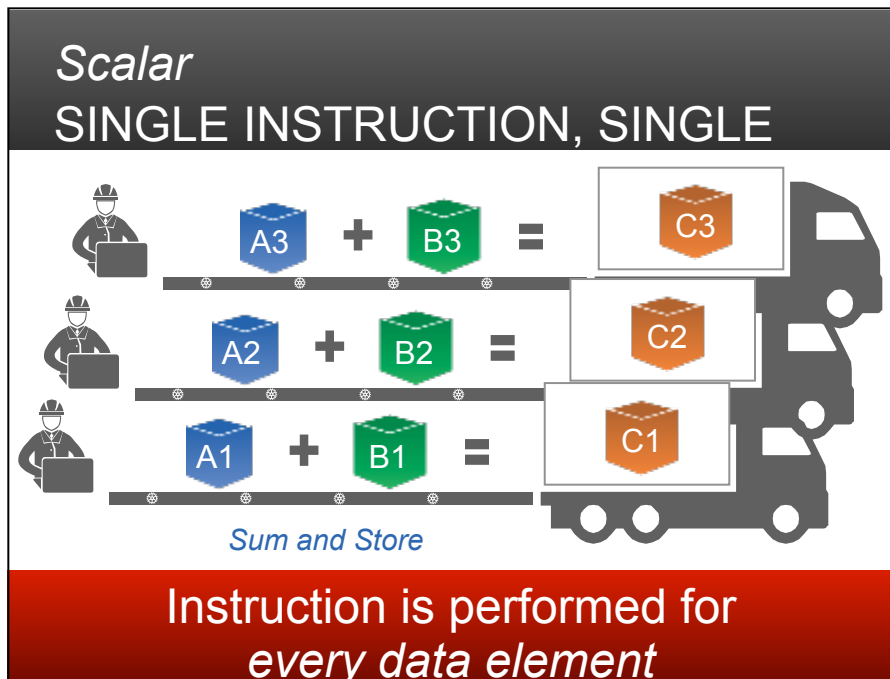 Scalar
SINGLE INSTRUCTION, SINGLE
A3 + B3 = C3
A2 + B2 = C2
A1 + B1 = C1
Sum and Store
Instruction is performed for
every data element